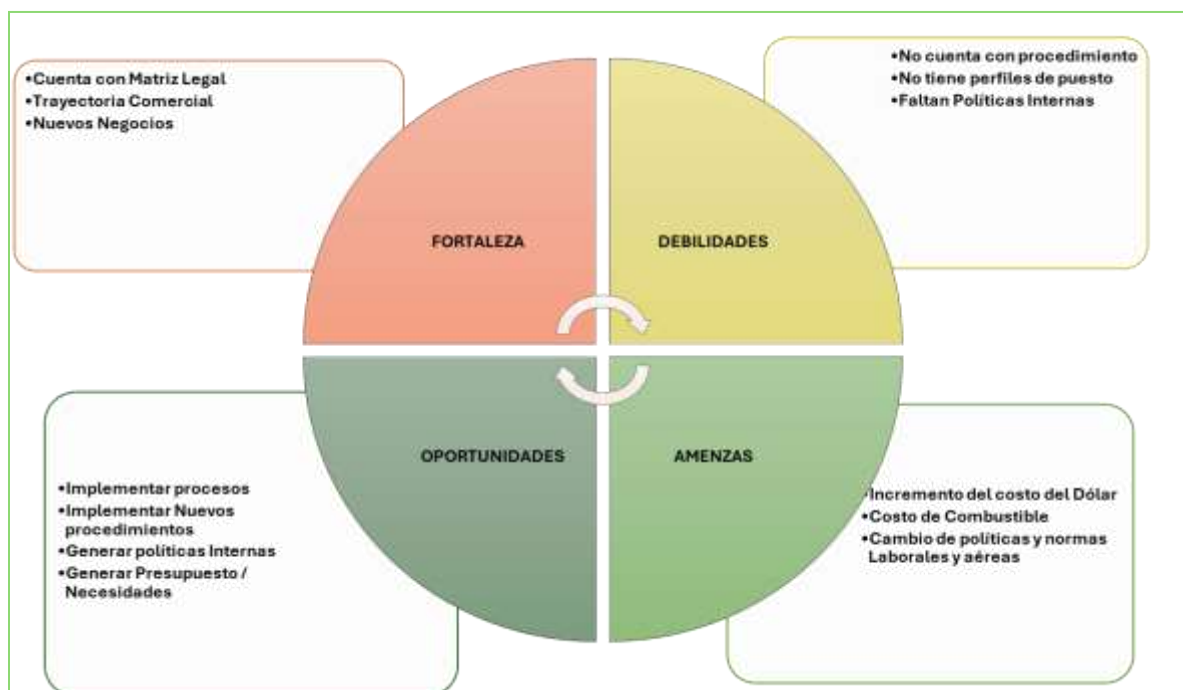 •Cuenta con Matriz Legal
•Trayectoria Comercial
•Nuevos Negocios
•No cuenta con procedimiento
•No tiene perfiles de puesto
•Faltan Políticas Internas
FORTALEZA
DEBILIDADES
OPORTUNIDADES
AMENZAS
•Implementar procesos
•Implementar Nuevos
procedimientos
•Generar políticas Internas
•Generar Presupuesto /
Necesidades
•Incremento del costo del Dólar
•Costo de Combustible
•Cambio de políticas y normas
Laborales y aéreas